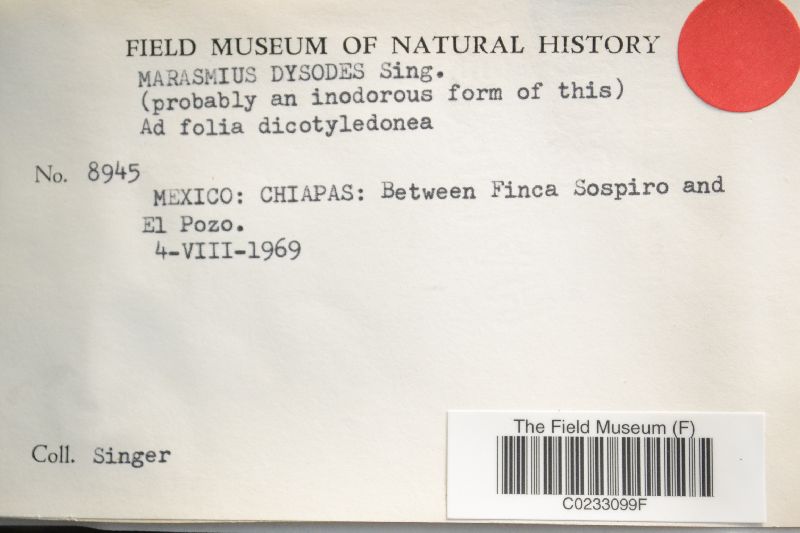 FIELD MUSEUM OF NATURAL HISTORY
MARASMIUS DYSODES Sing.
(probably an inodorous form of this)
Ad folia dicotyledonea
No. 8945
MEXICO: CHIAPAS: Between Finca Sospiro and
El Pozo.
4-VIII-1969
Coll. Singer
The Field Museum (F)
C0233099F